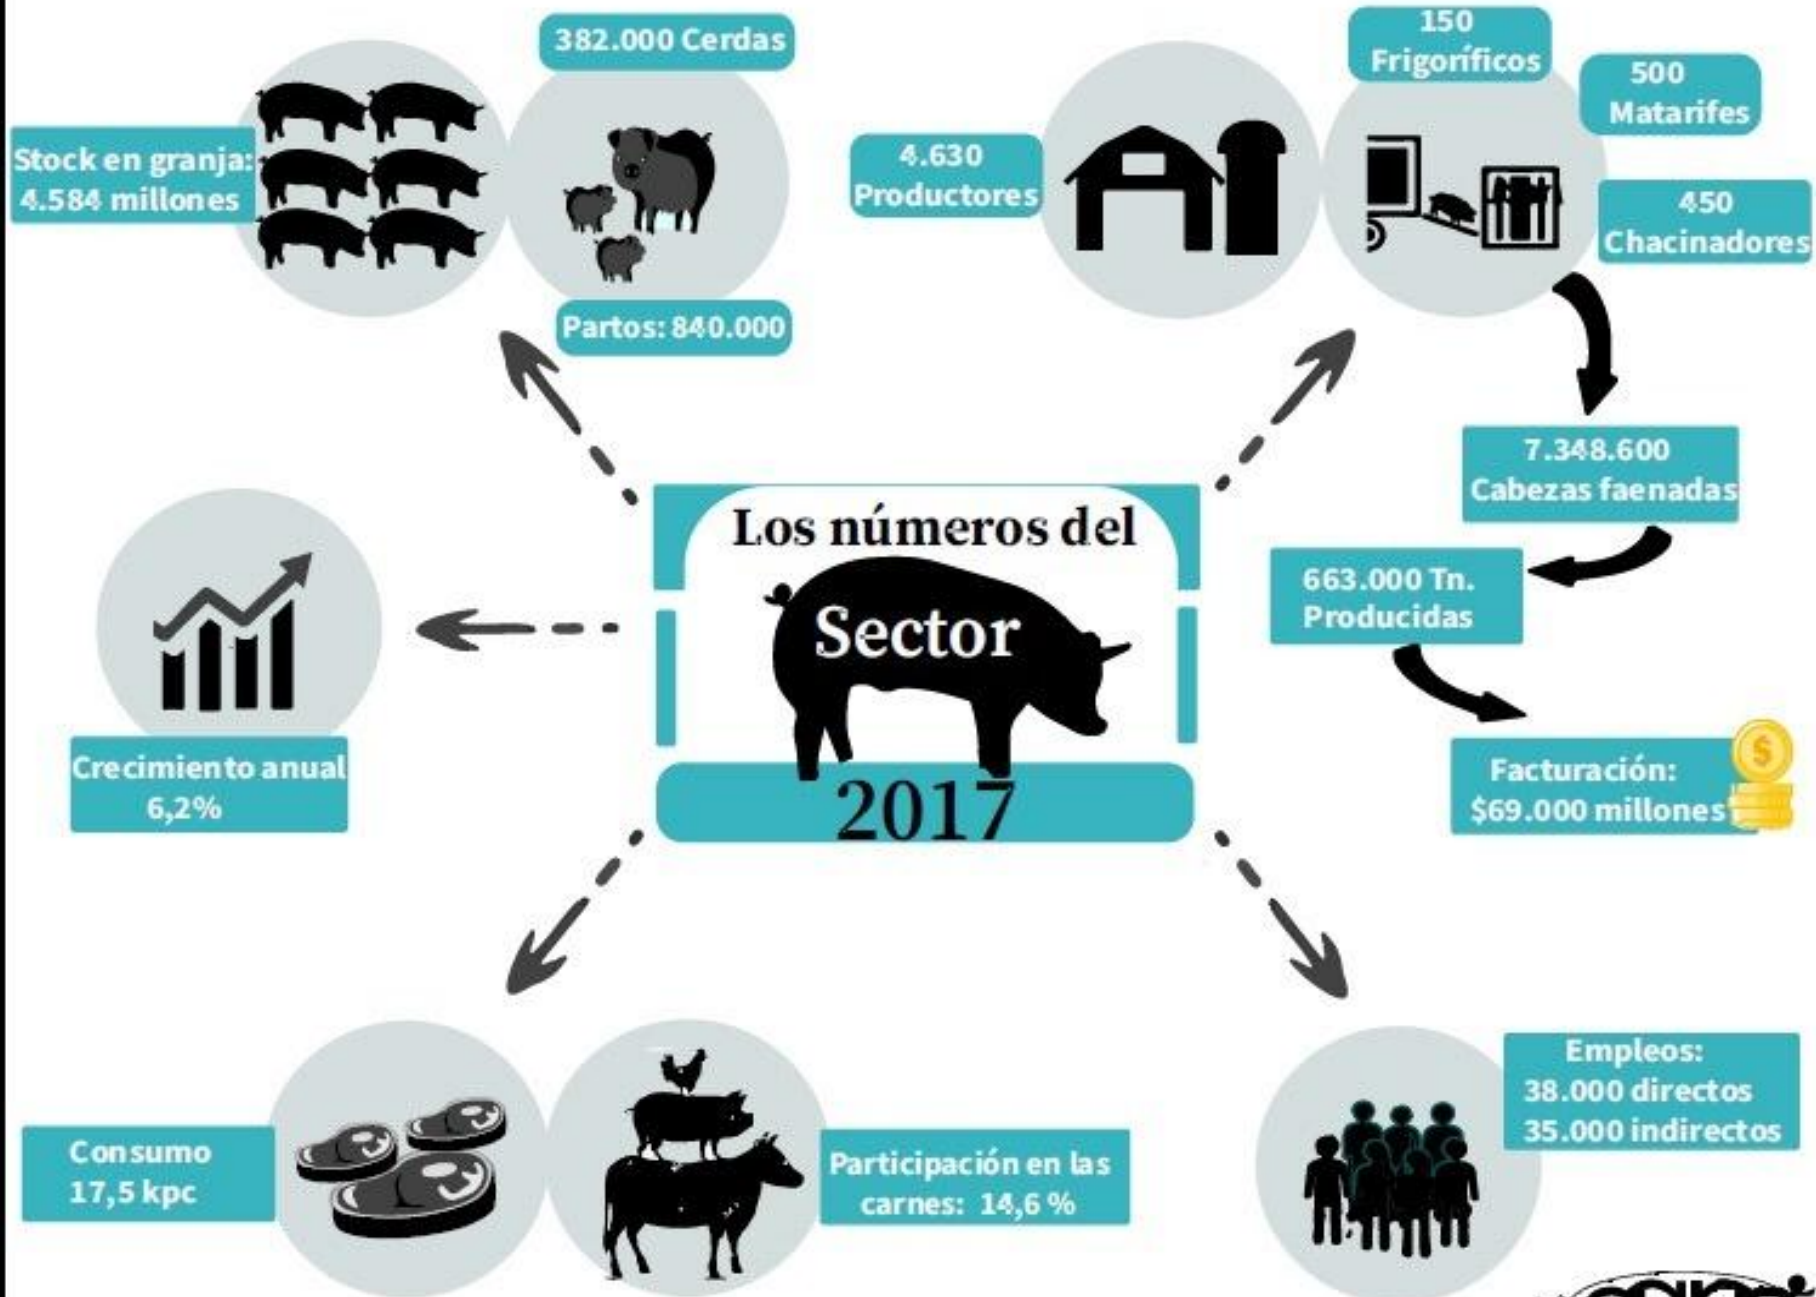 382.000 Cerdas
Stock en granja:
4.584 millones
Partos: 840.000
150
Frigoríficos
500
Matarifes
4.630
Productores
450
Chacinadores
7.348.600
Cabezas faenadas
663.000 Tn.
Producidas
Facturación:
$69.000 millones
$
Los números del
Sector
2017
Crecimiento anual
6,2%
Consumo
17,5 kpc
Participación en las
carnes: 14,6 %
Empleos:
38.000 directos
35.000 indirectos